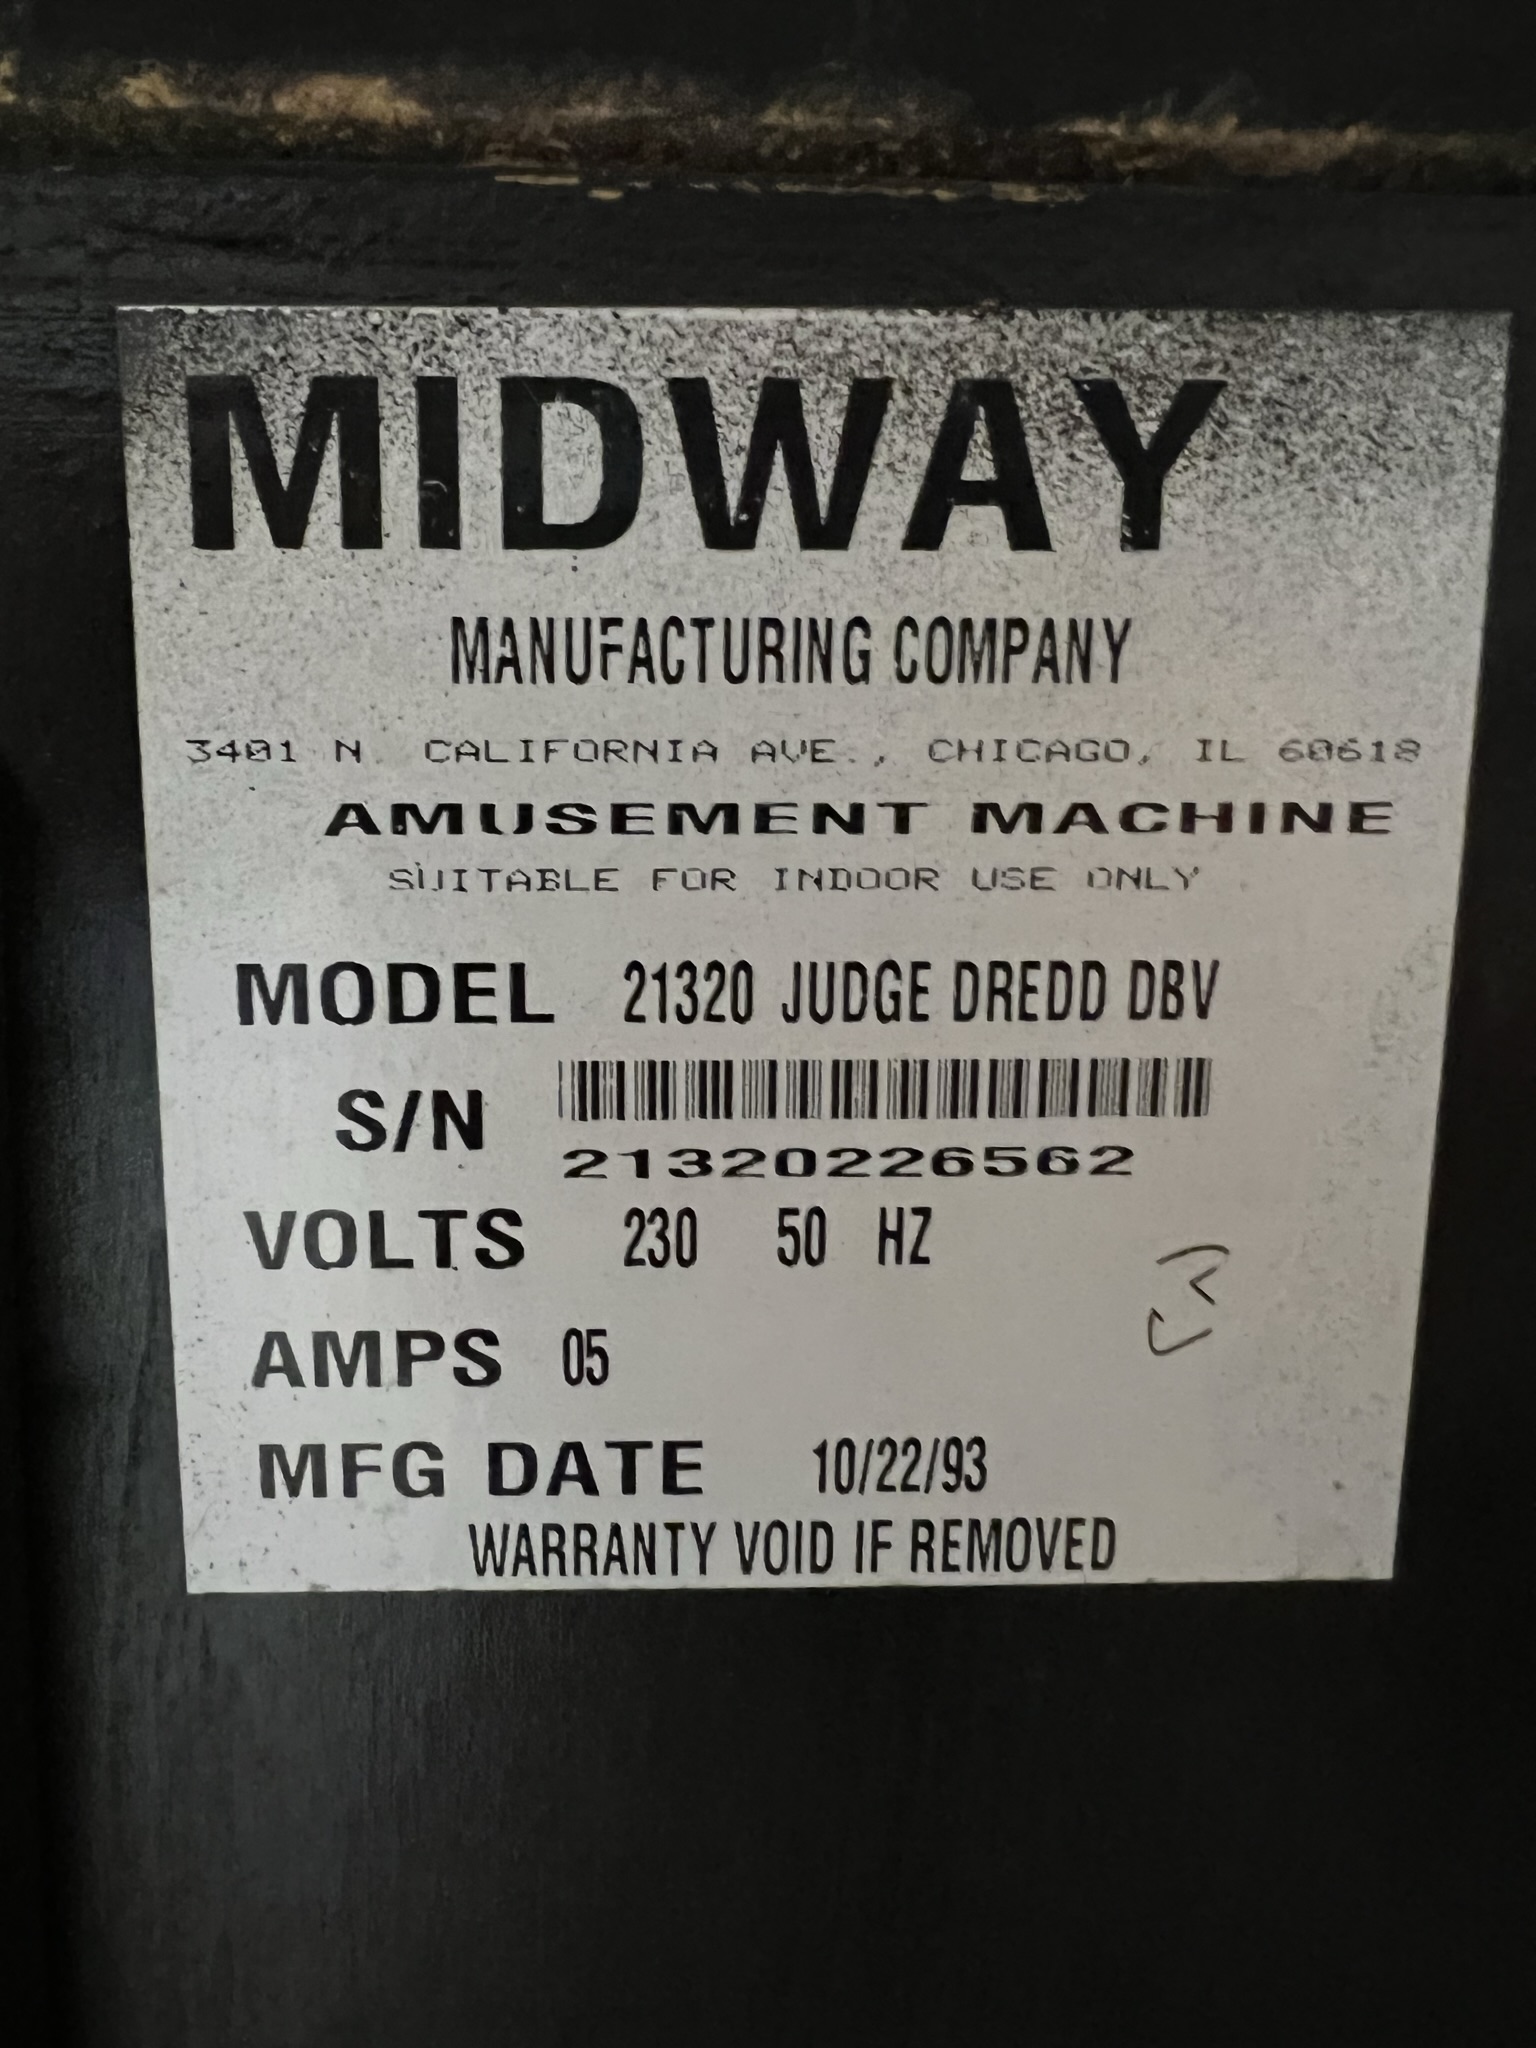 MIDWAY
MANUFACTURING COMPANY
3401 N. CALIFORNIA AVE., CHICAGO, IL 60618
AMUSEMENT MACHINE
SUITABLE FOR INDOOR USE ONLY
MODEL 21320 JUDGE DREDD DBV
S/N 21320226562
VOLTS 230 50 HZ
AMPS 05
MFG DATE 10/22/93
WARRANTY VOID IF REMOVED